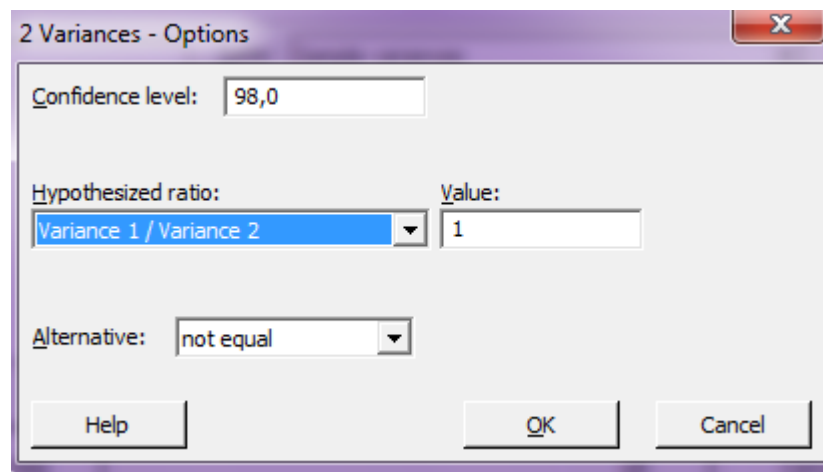 2 Variances - Options
Confidence level: 98,0
Hypothesized ratio: Value:
Variance 1 / Variance 2 1
Alternative: not equal
Help OK Cancel